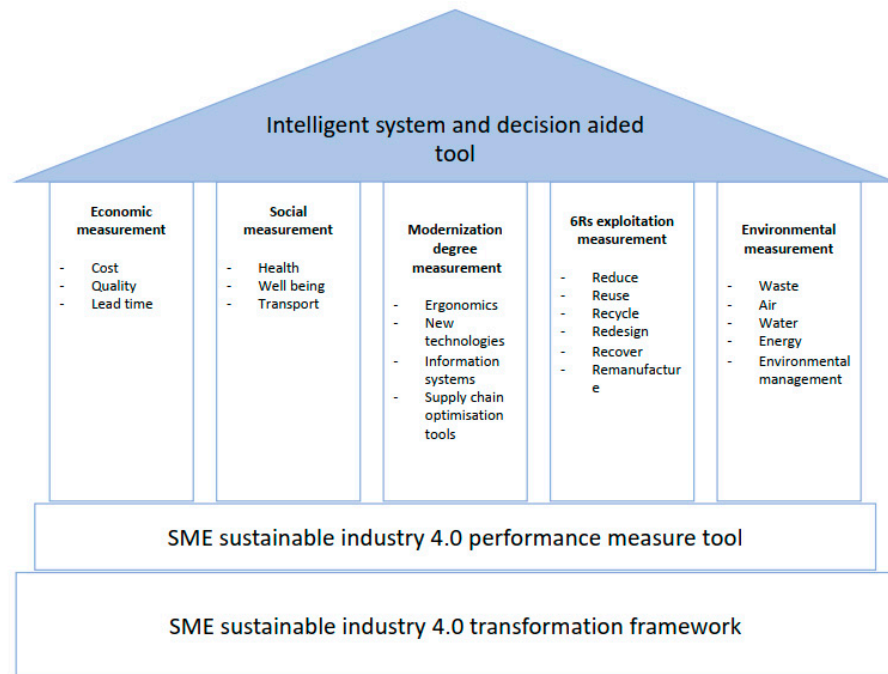 Intelligent system and decision aided
tool
Economic
measurement
- Cost
- Quality
- Lead time
Social
measurement
- Health
- Well being
- Transport
Modernization
degree
measurement
- Ergonomics
- New
technologies
- Information
systems
- Supply chain
optimisation
tools
6Rs exploitation
measurement
- Reduce
- Reuse
- Recycle
- Redesign
- Recover
- Remanufactur
e
Environmental
measurement
- Waste
- Air
- Water
- Energy
- Environmental
management
SME sustainable industry 4.0 performance measure tool
SME sustainable industry 4.0 transformation framework